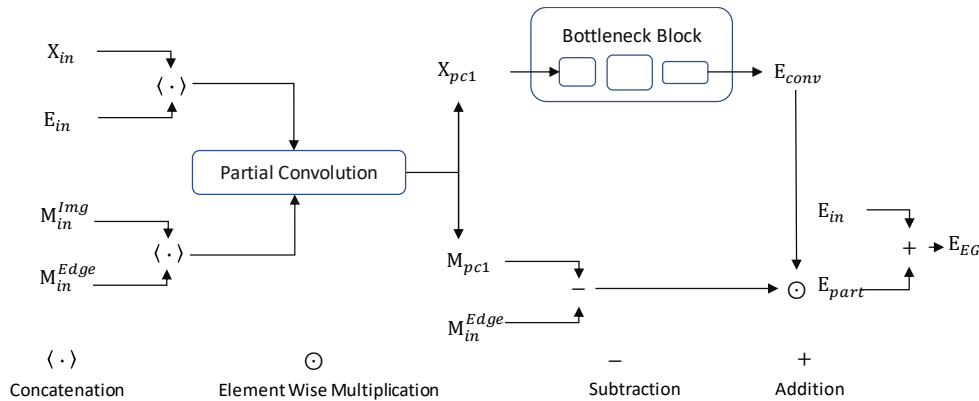 X_in
E_in
⟨ · ⟩
M_in^Img
M_in^Edge
⟨ · ⟩
Partial Convolution
X_pc1
Bottleneck Block
E_conv
M_pc1
M_in^Edge
−
⊙
E_part
E_in
+
E_EG
⟨ · ⟩ ⊙ − +
Concatenation Element Wise Multiplication Subtraction Addition